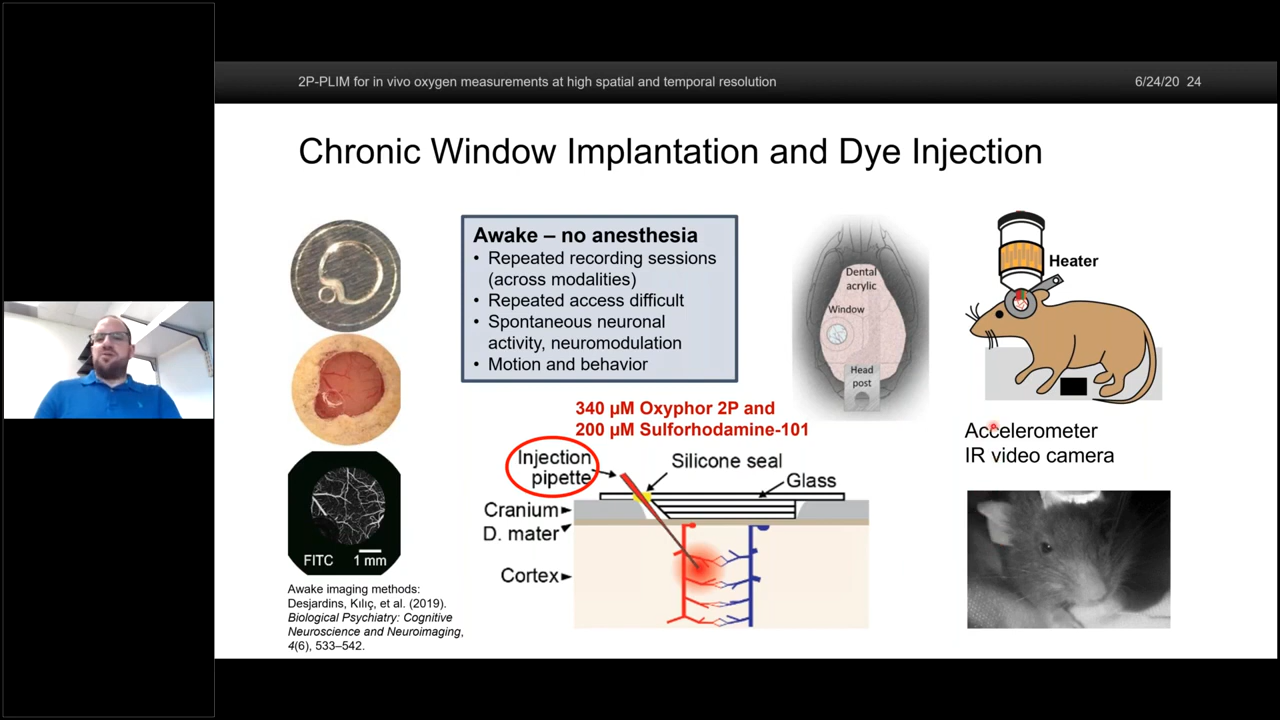 2P-PLIM for in vivo oxygen measurements at high spatial and temporal resolution
6/24/20 24
Chronic Window Implantation and Dye Injection
Awake – no anesthesia
• Repeated recording sessions
(across modalities)
• Repeated access difficult
• Spontaneous neuronal
activity, neuromodulation
• Motion and behavior
Dental
acrylic
Window
Head
post
Heater
340 µM Oxyphor 2P and
200 µM Sulforhodamine-101
Injection
pipette
Silicone seal
Glass
Cranium
D. mater
Cortex
Accelerometer
IR video camera
FITC
1 mm
Awake imaging methods:
Desjardins, Kılıç, et al. (2019).
Biological Psychiatry: Cognitive
Neuroscience and Neuroimaging,
4(6), 533–542.